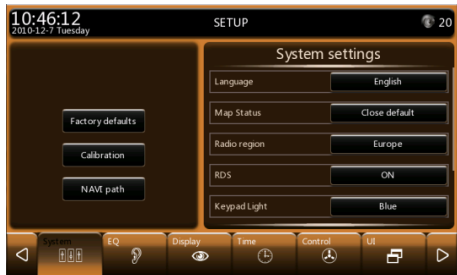 10:46:12
2010-12-7 Tuesday
SETUP
20
Factory defaults
Calibration
NAVI path
System settings
Language English
Map Status Close default
Radio region Europe
RDS ON
Keypad Light Blue
System EQ Display Time Control UI